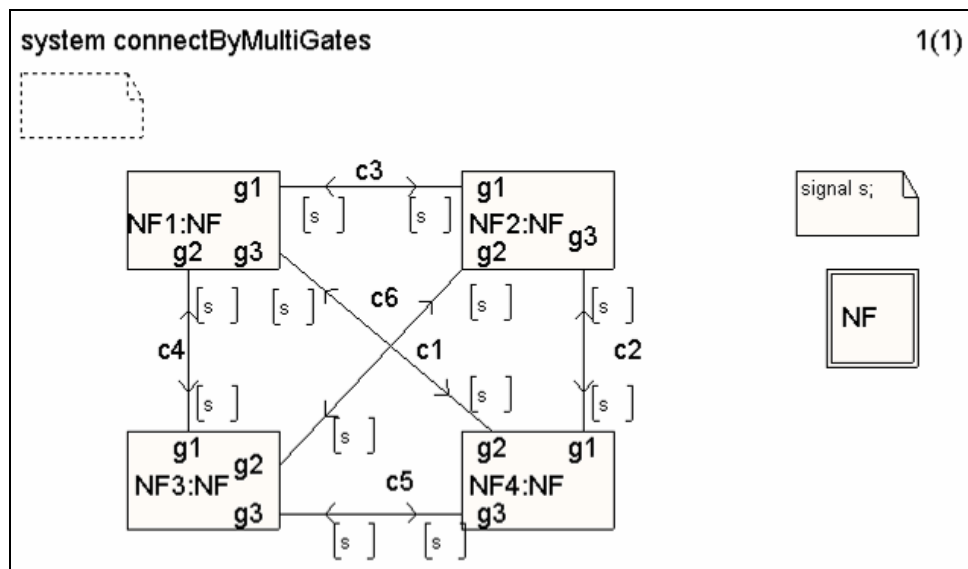 system connectByMultiGates
1(1)
c3
g1
g1
signal s;
[s ]
[s ]
NF1:NF
NF2:NF
g3
g2
g3
g2
[s ]
[s ]
c6
[s ]
[s ]
NF
c4
c1
c2
[s ]
[s ]
[s ]
[s ]
g1
g2
g2
g1
NF3:NF
c5
NF4:NF
g3
g3
[s ]
[s ]